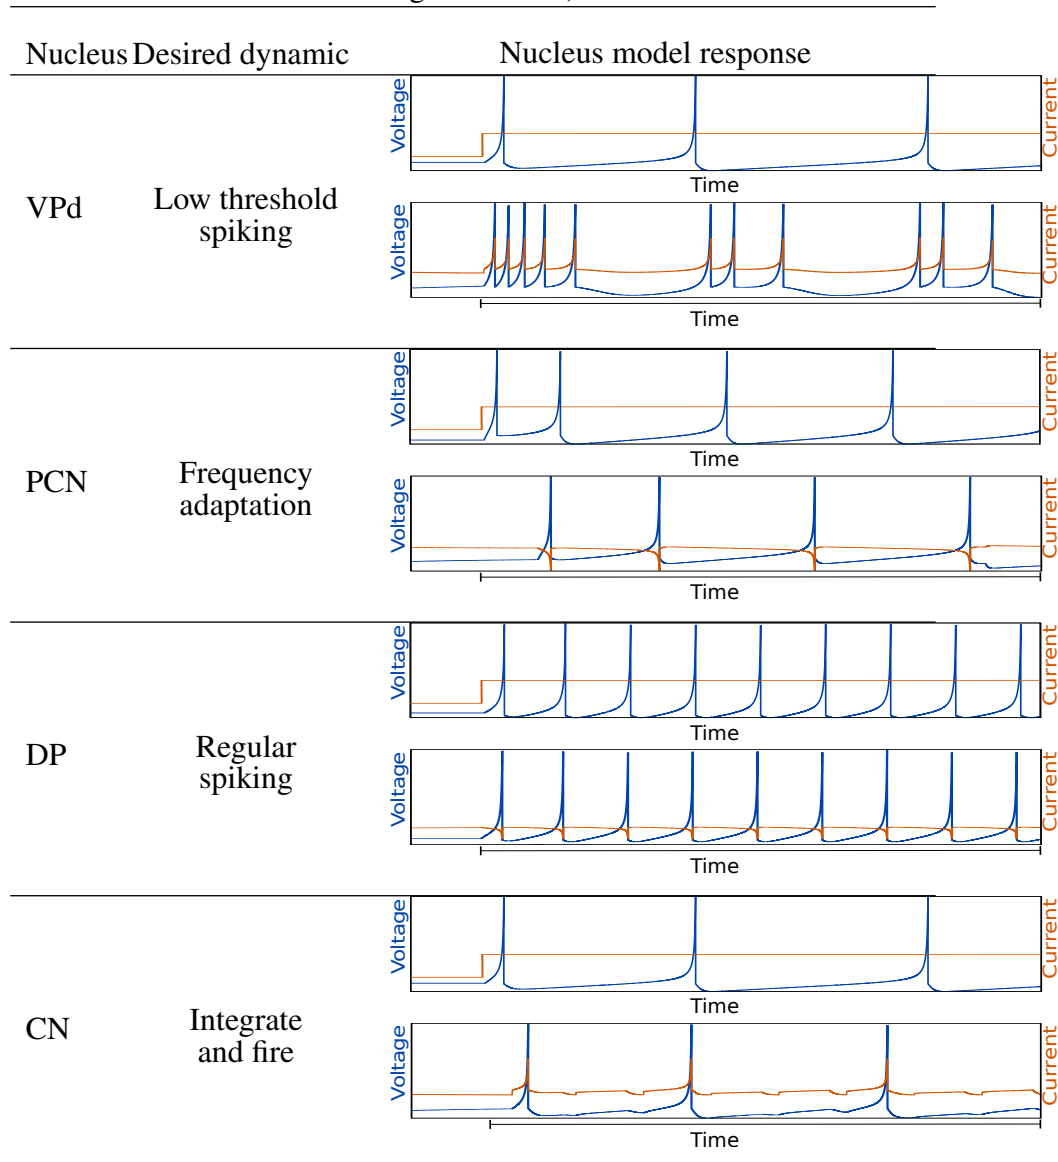 Nucleus Desired dynamic Nucleus model response
Voltage
Current
Time
VPd
Low threshold
spiking
Voltage
Current
Time
Voltage
Current
Time
PCN
Frequency
adaptation
Voltage
Current
Time
Voltage
Current
Time
DP
Regular
spiking
Voltage
Current
Time
Voltage
Current
Time
CN
Integrate
and fire
Voltage
Current
Time